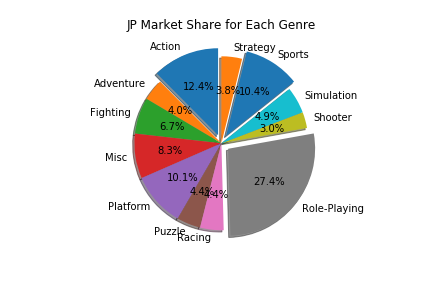 JP Market Share for Each Genre
Action
12.4%
Adventure
4.0%
Fighting
6.7%
Misc
8.3%
Platform
10.1%
Puzzle
4.4%
Racing
4.4%
Role-Playing
27.4%
Shooter
3.0%
Simulation
4.9%
Sports
10.4%
Strategy
3.8%